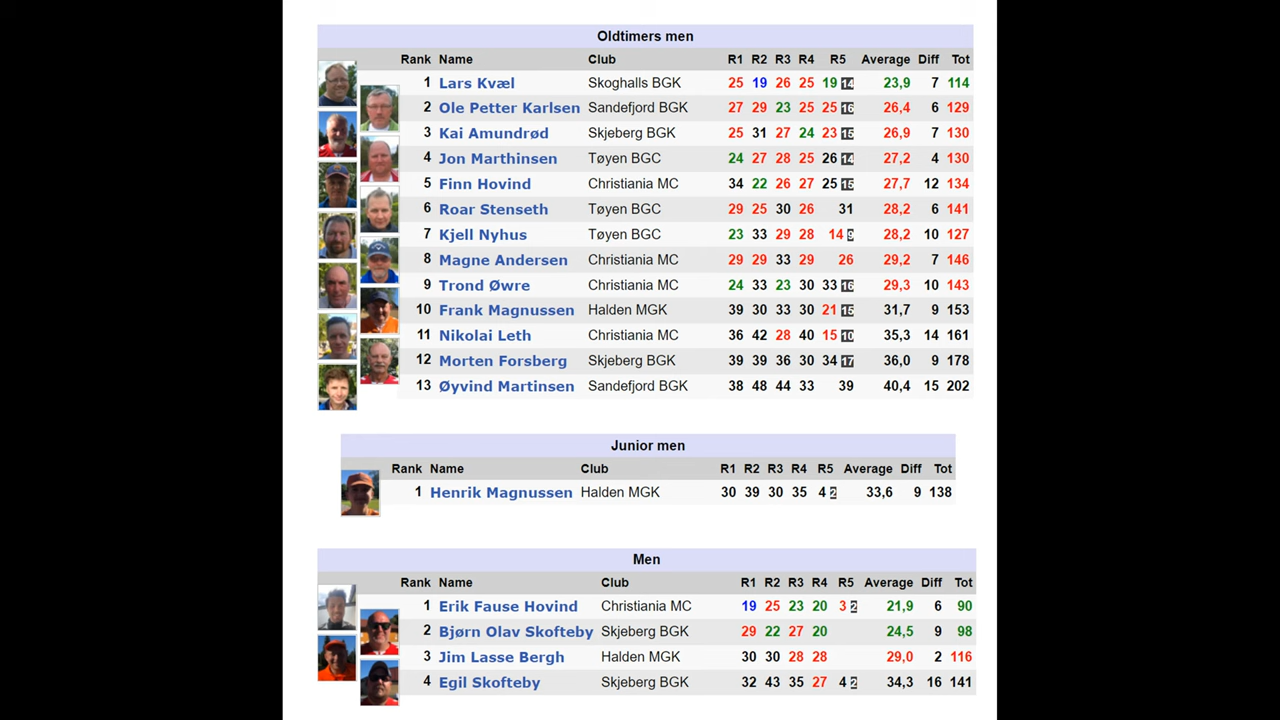 Oldtimers men
Rank Name Club R1 R2 R3 R4 R5 Average Diff Tot
1 Lars Kvæl Skoghalls BGK 25 19 26 25 19 14 23,9 7 114
2 Ole Petter Karlsen Sandefjord BGK 27 29 23 25 25 16 26,4 6 129
3 Kai Amundrød Skjeberg BGK 25 31 27 24 23 15 26,9 7 130
4 Jon Marthinsen Tøyen BGC 24 27 28 25 26 14 27,2 4 130
5 Finn Hovind Christiania MC 34 22 26 27 25 15 27,7 12 134
6 Roar Stenseth Tøyen BGC 29 25 30 26 31 28,2 6 141
7 Kjell Nyhus Tøyen BGC 23 33 29 28 14 9 28,2 10 127
8 Magne Andersen Christiania MC 29 29 33 29 26 29,2 7 146
9 Trond Øwre Christiania MC 24 33 23 30 33 16 29,3 10 143
10 Frank Magnussen Halden MGK 39 30 33 30 21 15 31,7 9 153
11 Nikolai Leth Christiania MC 36 42 28 40 15 10 35,3 14 161
12 Morten Forsberg Skjeberg BGK 39 39 36 30 34 17 36,0 9 178
13 Øyvind Martinsen Sandefjord BGK 38 48 44 33 39 40,4 15 202
Junior men
Rank Name Club R1 R2 R3 R4 R5 Average Diff Tot
1 Henrik Magnussen Halden MGK 30 39 30 35 4 2 33,6 9 138
Men
Rank Name Club R1 R2 R3 R4 R5 Average Diff Tot
1 Erik Fause Hovind Christiania MC 19 25 23 20 3 2 21,9 6 90
2 Bjørn Olav Skofteby Skjeberg BGK 29 22 27 20 24,5 9 98
3 Jim Lasse Bergh Halden MGK 30 30 28 28 29,0 2 116
4 Egil Skofteby Skjeberg BGK 32 43 35 27 4 2 34,3 16 141